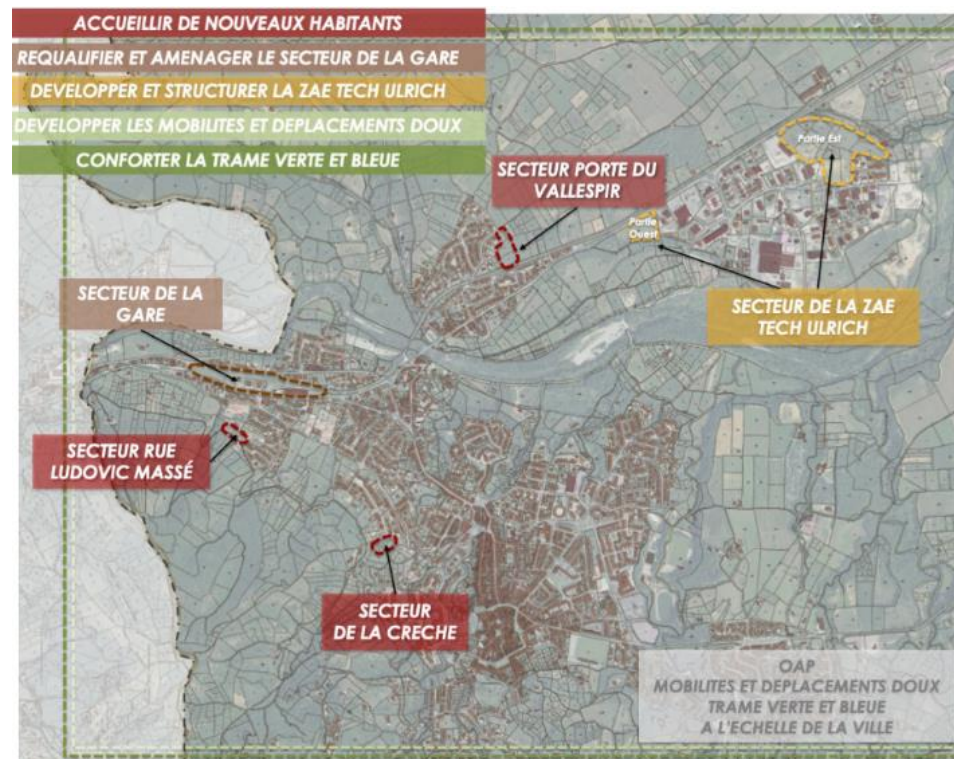 ACCUEILLIR DE NOUVEAUX HABITANTS
REQUALIFIER ET AMENAGER LE SECTEUR DE LA GARE
DEVELOPPER ET STRUCTURER LA ZAE TECH ULRICH
DEVELOPPER LES MOBILITES ET DEPLACEMENTS DOUX
CONFORTER LA TRAME VERTE ET BLEUE
Partie Est
SECTEUR PORTE DU
VALLESPIR
Partie
Ouest
SECTEUR DE LA
GARE
SECTEUR DE LA ZAE
TECH ULRICH
SECTEUR RUE
LUDOVIC MASSÉ
SECTEUR
DE LA CRECHE
OAP
MOBILITES ET DEPLACEMENTS DOUX
TRAME VERTE ET BLEUE
A L'ECHELLE DE LA VILLE